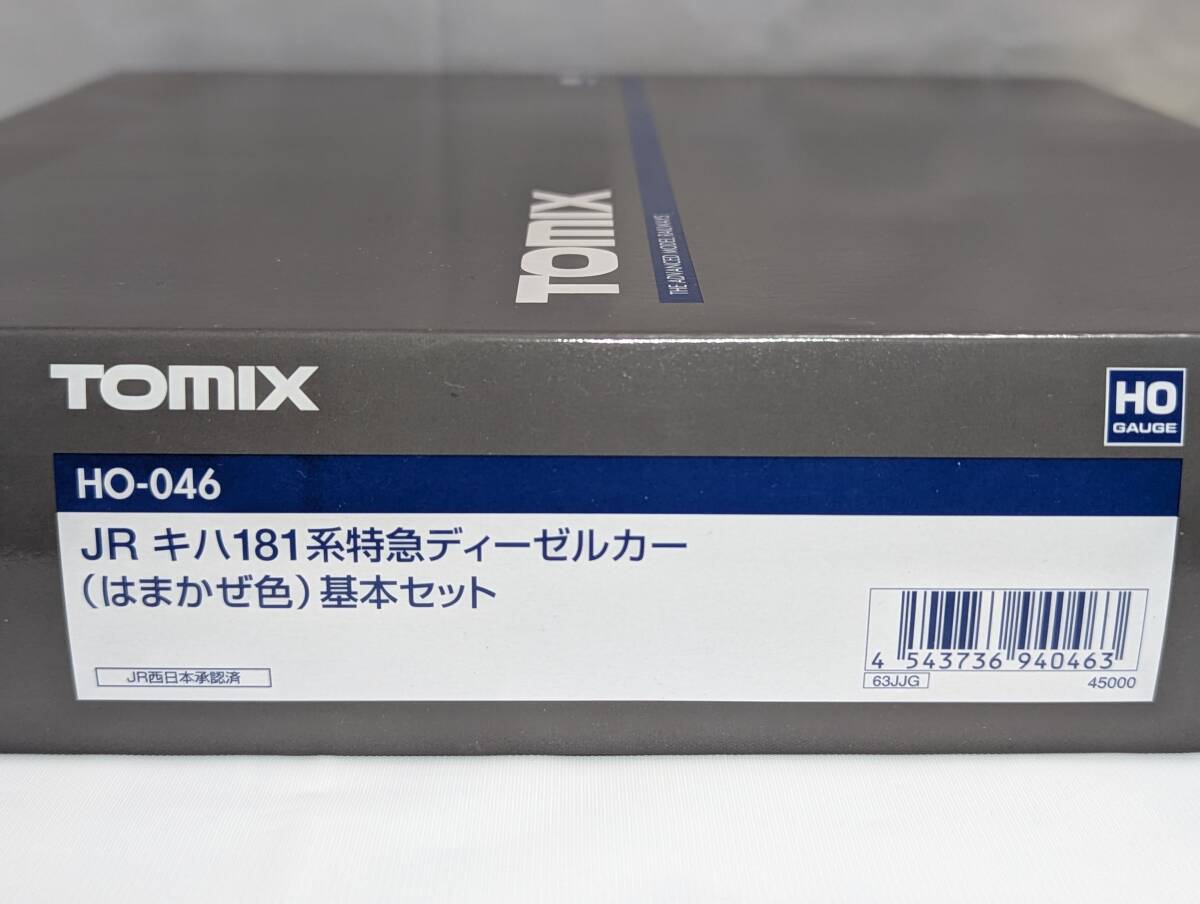 TOMIX
THE ADVANCED MODEL RAILWAYS
TOMIX
HO
GAUGE
HO-046
JR キハ181系特急ディーゼルカー
(はまかぜ色)基本セット
JR西日本承認済
4 543736 940463
63JJG
45000